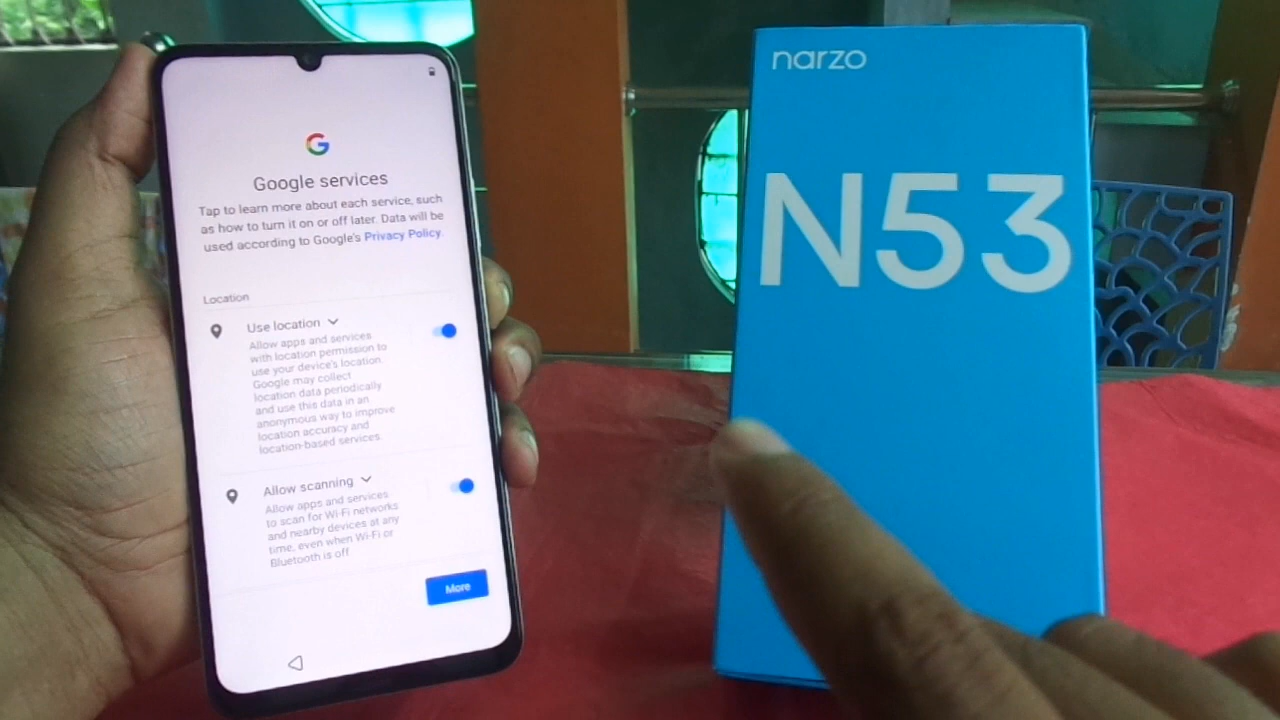 Google services
Tap to learn more about each service, such
as how to turn it on or off later. Data will be
used according to Google's Privacy Policy.
Location
Use location
Allow apps and services
with location permission to
use your device's location.
Google may collect
location data periodically
and use this data in an
anonymous way to improve
location accuracy and
location-based services.
Allow scanning
Allow apps and services
to scan for Wi-Fi networks
and nearby devices at any
time, even when Wi-Fi or
Bluetooth is off
More
narzo
N53